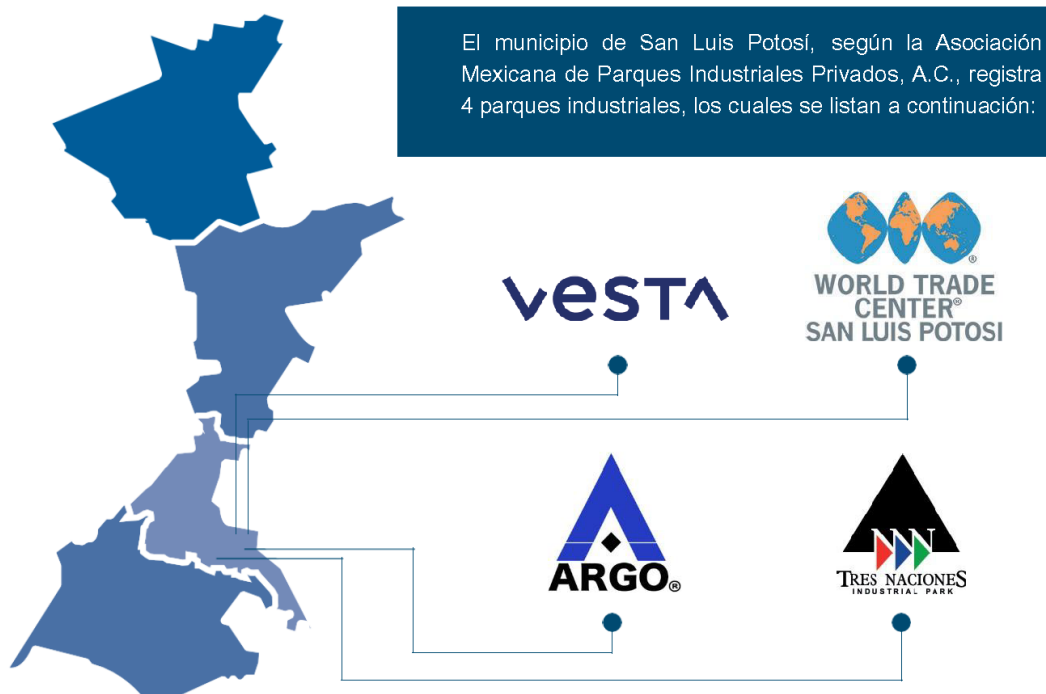 El municipio de San Luis Potosí, según la Asociación
Mexicana de Parques Industriales Privados, A.C., registra
4 parques industriales, los cuales se listan a continuación:
vesta
®
WORLD TRADE
CENTER®
SAN LUIS POTOSI
ARGO®
NNN
TRES NACIONES
INDUSTRIAL PARK